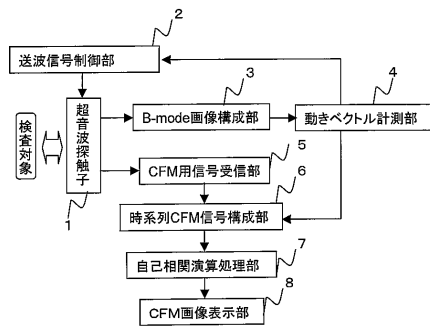 2
送波信号制御部
3
4
B-mode画像構成部
動きベクトル計測部
検査対象
超音波探触子
1
5
CFM用信号受信部
6
時系列CFM信号構成部
7
自己相関演算処理部
8
CFM画像表示部